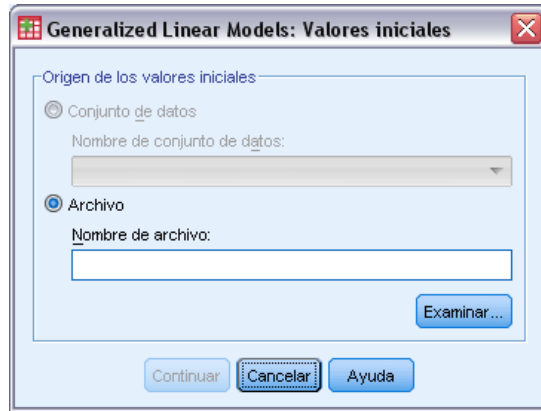 Generalized Linear Models: Valores iniciales
Origen de los valores iniciales
Conjunto de datos
Nombre de conjunto de datos:
Archivo
Nombre de archivo:
Examinar...
Continuar Cancelar Ayuda